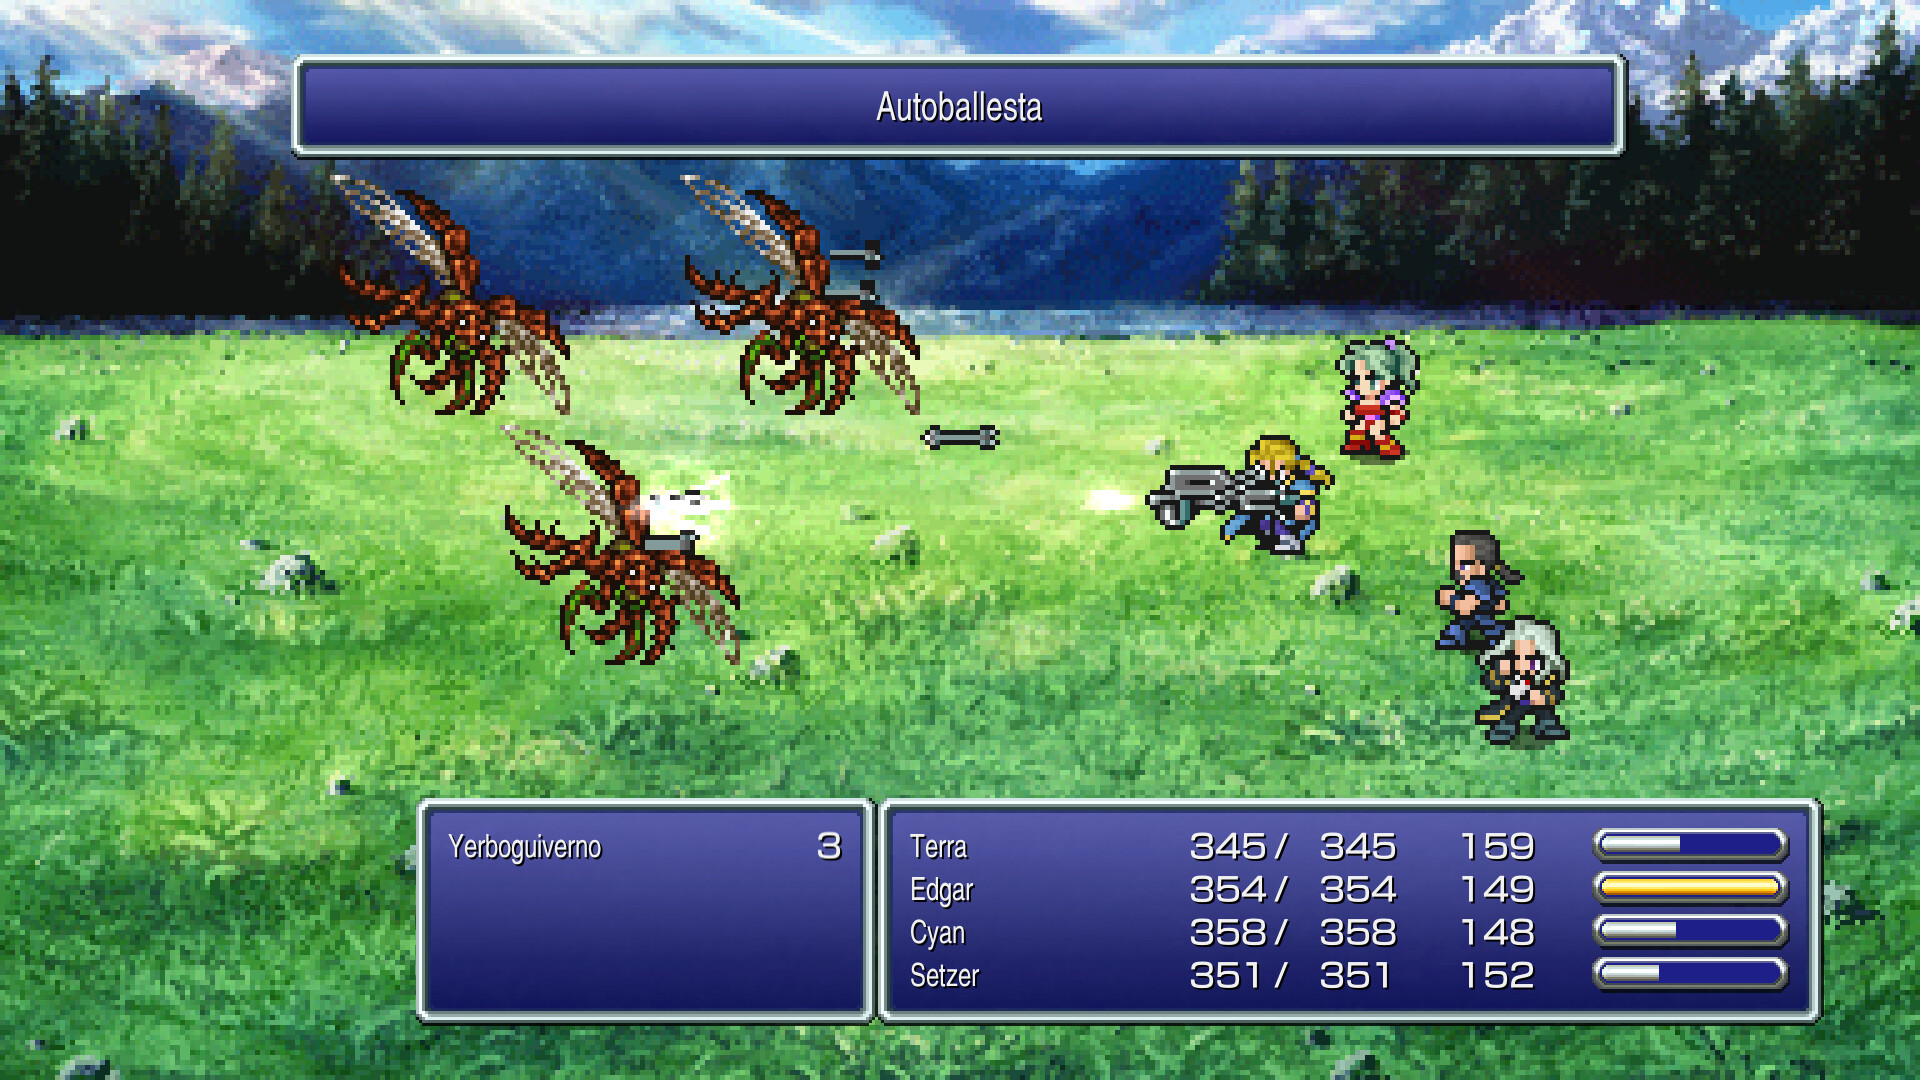 Autoballesta
Yerboguiverno 3
Terra 345/ 345 159
Edgar 354/ 354 149
Cyan 358/ 358 148
Setzer 351/ 351 152